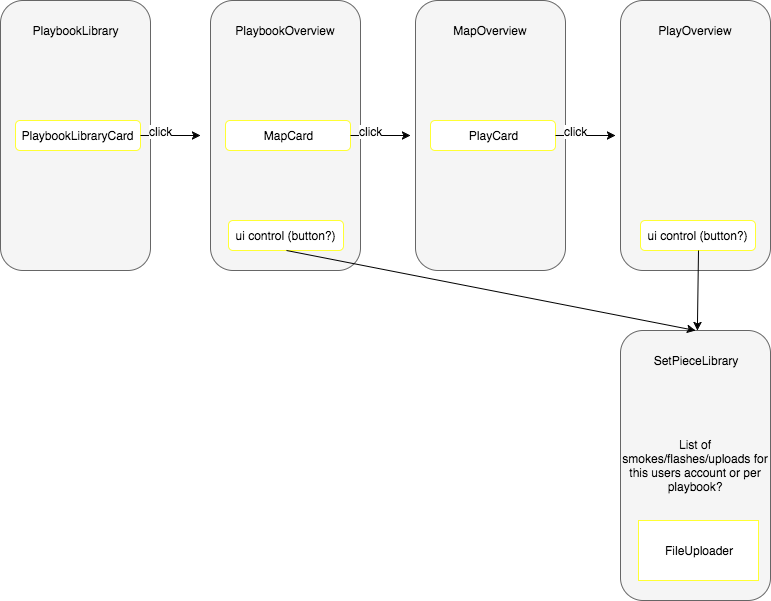 PlaybookLibrary
PlaybookOverview
MapOverview
PlayOverview
PlaybookLibraryCard
click
MapCard
click
PlayCard
click
ui control (button?)
ui control (button?)
SetPieceLibrary
List of
smokes/flashes/uploads for
this users account or per
playbook?
FileUploader